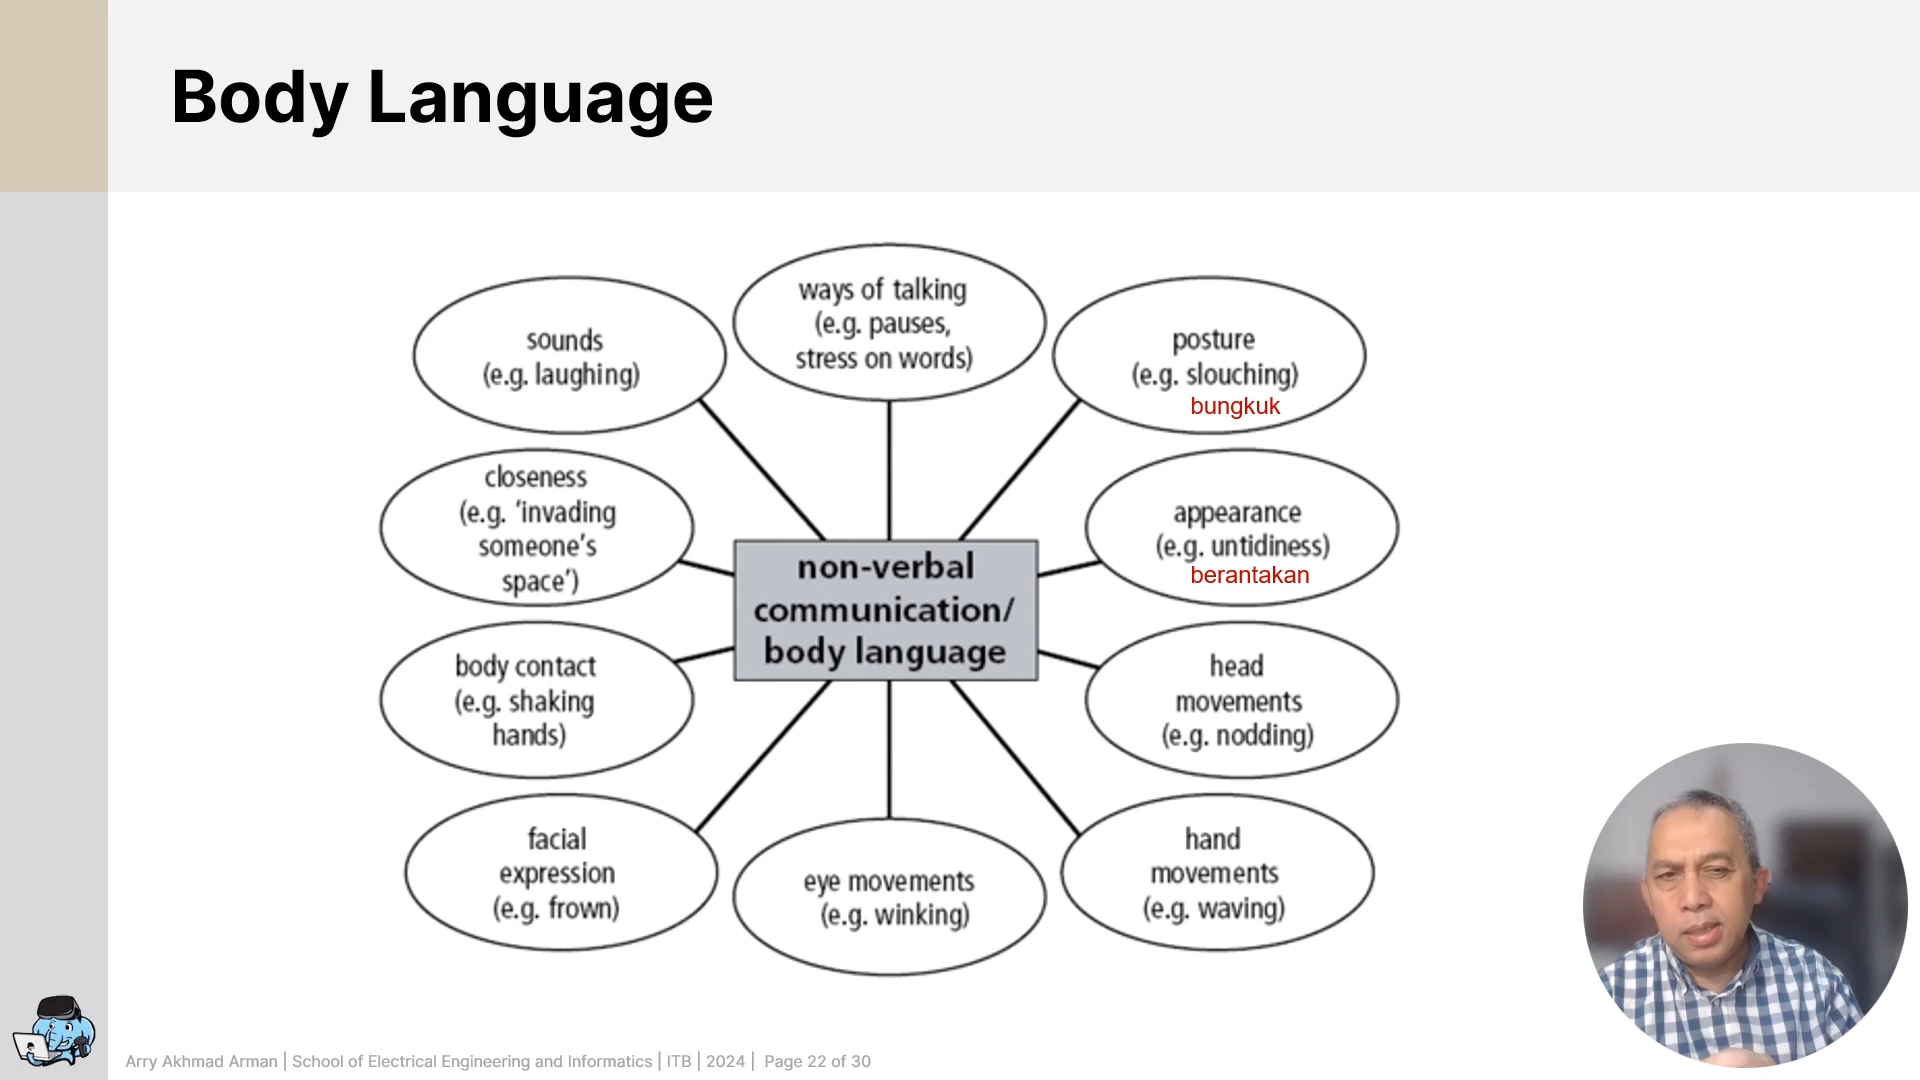 Body Language
sounds
(e.g. laughing)
ways of talking
(e.g. pauses,
stress on words)
posture
(e.g. slouching)
bungkuk
closeness
(e.g. ‘invading
someone’s
space’)
appearance
(e.g. untidiness)
berantakan
non-verbal
communication/
body language
body contact
(e.g. shaking
hands)
head
movements
(e.g. nodding)
facial
expression
(e.g. frown)
eye movements
(e.g. winking)
hand
movements
(e.g. waving)
Arry Akhmad Arman | School of Electrical Engineering and Informatics | ITB | 2024 | Page 22 of 30